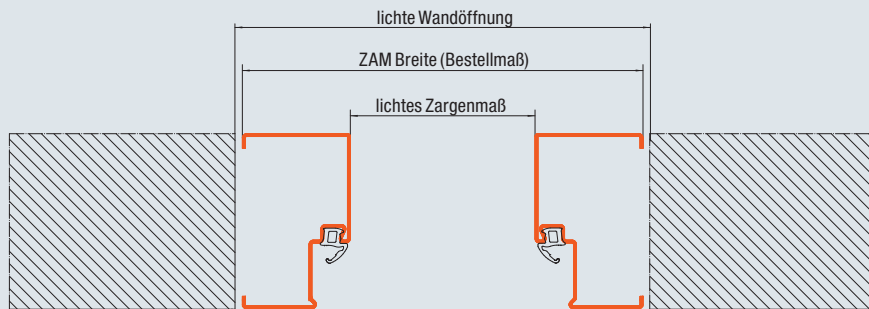 lichte Wandöffnung
ZAM Breite (Bestellmaß)
lichtes Zargenmaß